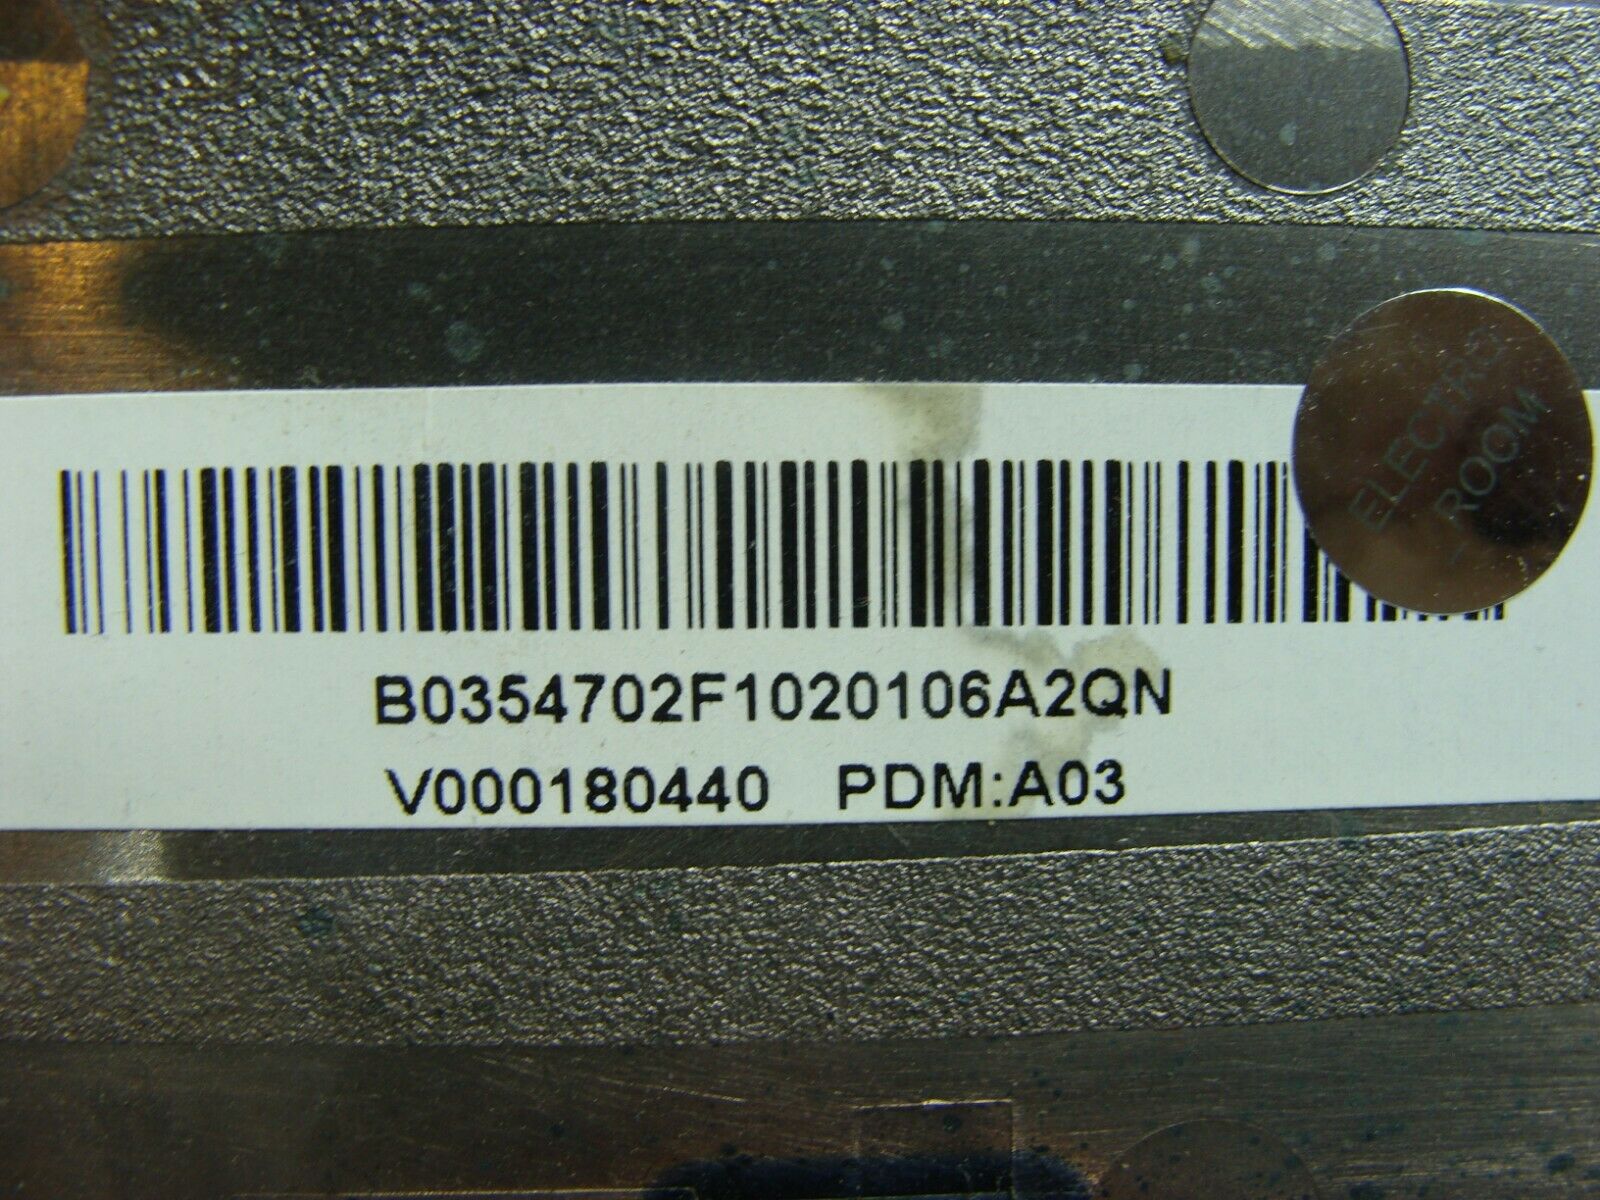 ELECTRO
ROOM
B0354702F1020106A2QN
V000180440 PDM:A03